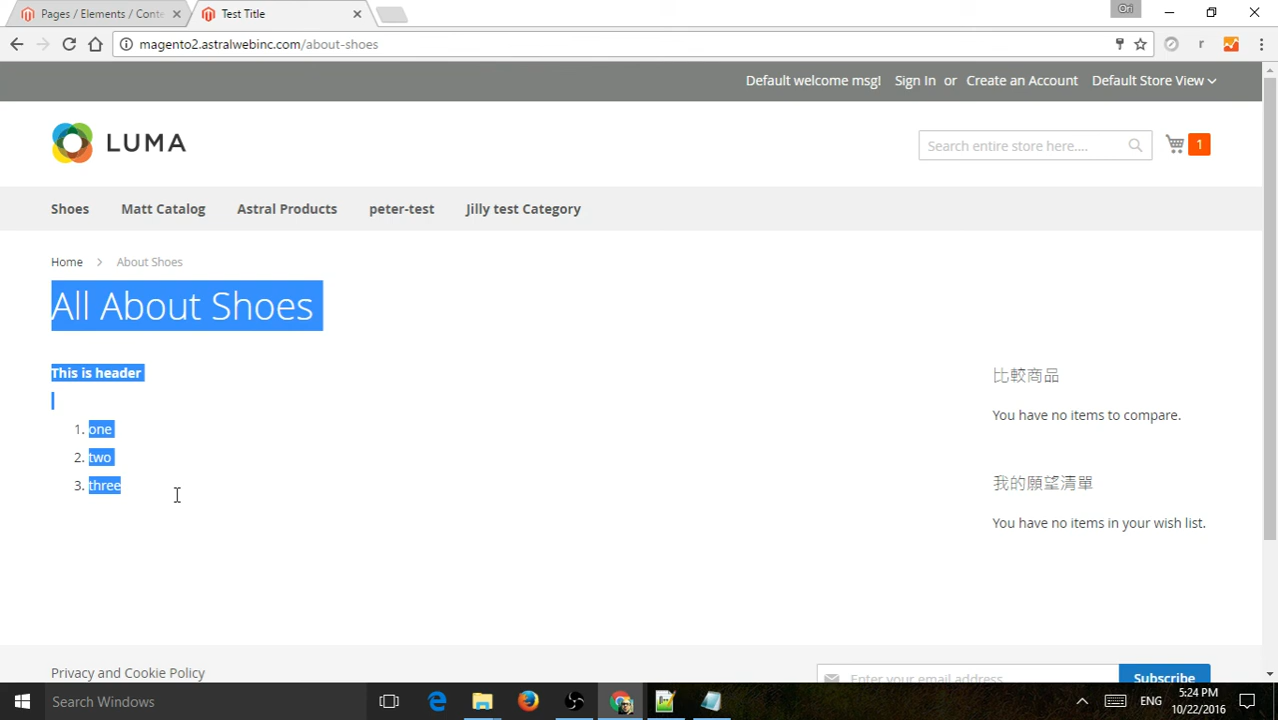 Pages / Elements / Conte
Test Title
Ori
magento2.astralwebinc.com/about-shoes
r
Default welcome msg! Sign In or Create an Account Default Store View
LUMA
Search entire store here....
1
Shoes Matt Catalog Astral Products peter-test Jilly test Category
Home > About Shoes
All About Shoes
This is header
1. one
2. two
3. three
比較商品
You have no items to compare.
我的願望清單
You have no items in your wish list.
Privacy and Cookie Policy
Enter your email address
Subscribe
Search Windows
ENG
5:24 PM
10/22/2016